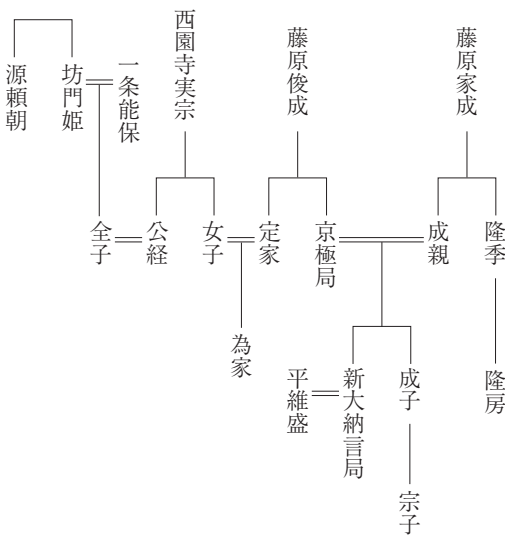 藤原家成
藤原俊成
西園寺実宗
一条能保
坊門姫
源頼朝
隆季
成親
京極局
定家
女子
公経
全子
隆房
成子
新大納言局
平維盛
為家
宗子